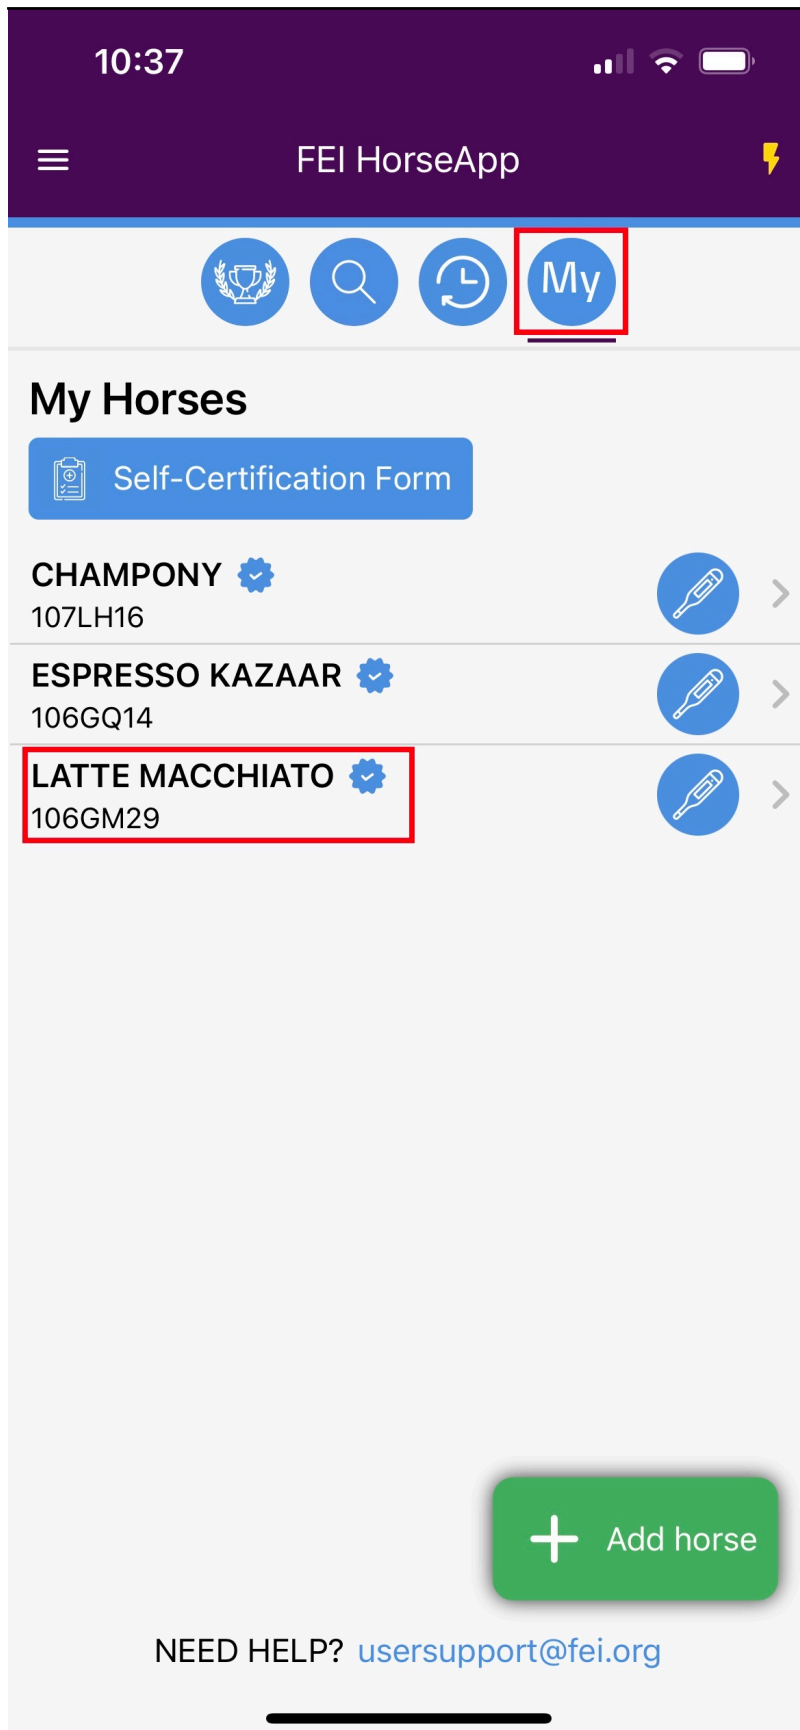 10:37
FEI HorseApp
My
My Horses
Self-Certification Form
CHAMPONY
107LH16
ESPRESSO KAZAAR
106GQ14
LATTE MACCHIATO
106GM29
Add horse
NEED HELP? usersupport@fei.org